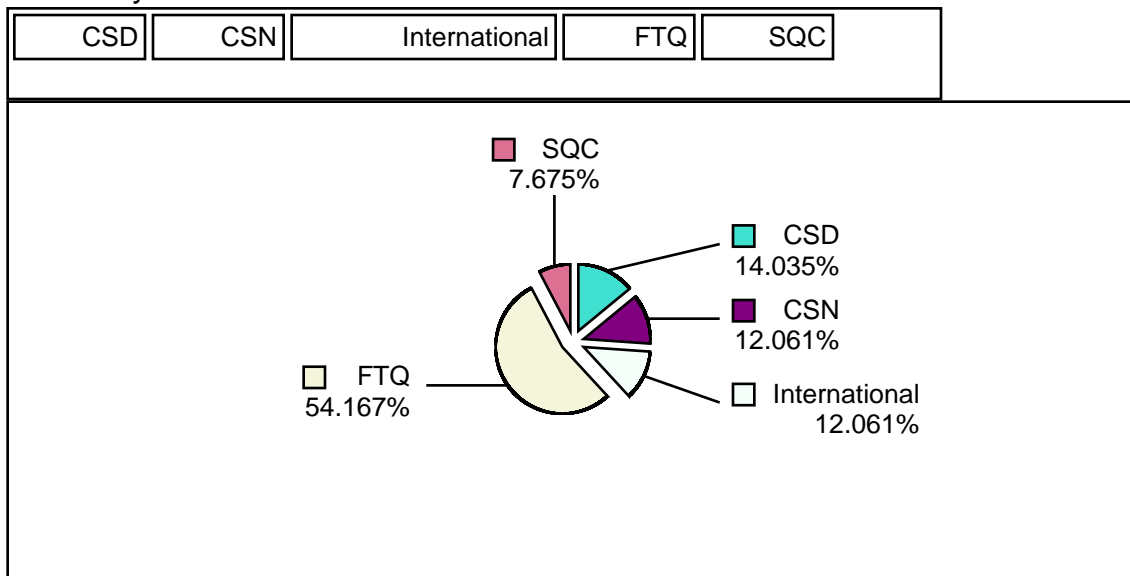 CSD CSN International FTQ SQC
SQC
7.675%
CSD
14.035%
CSN
12.061%
FTQ
54.167%
International
12.061%